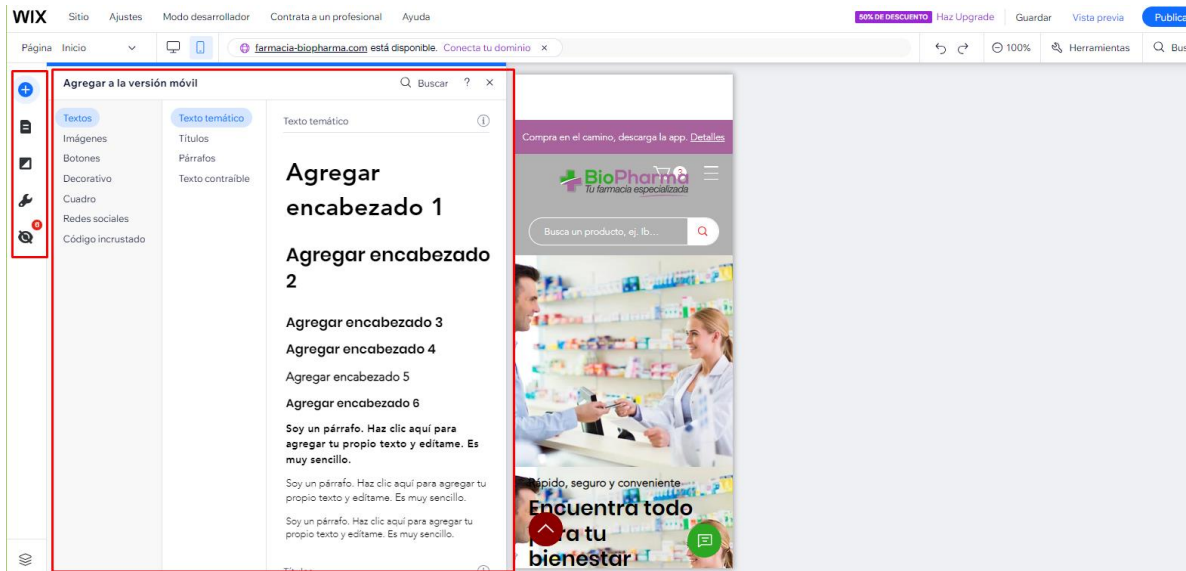 WIX Sitio Ajustes Modo desarrollador Contrata a un profesional Ayuda 50% DE DESCUENTO Haz Upgrade Guardar Vista previa Publica
Página Inicio farmacia-biopharma.com está disponible. Conecta tu dominio × 100% Herramientas Bus
Agregar a la versión móvil Buscar ? ×
Textos
Imágenes
Botones
Decorativo
Cuadro
Redes sociales
Código incrustado
Texto temático
Títulos
Párrafos
Texto contraíble
Texto temático
Agregar
encabezado 1
Agregar encabezado
2
Agregar encabezado 3
Agregar encabezado 4
Agregar encabezado 5
Agregar encabezado 6
Soy un párrafo. Haz clic aquí para
agregar tu propio texto y edítame. Es
muy sencillo.
Soy un párrafo. Haz clic aquí para agregar tu
propio texto y edítame. Es muy sencillo.
Soy un párrafo. Haz clic aquí para agregar tu
propio texto y edítame. Es muy sencillo.
Compra en el camino, descarga la app. Detalles
BioPharma
Tu farmacia especializada
3
Busca un producto, ej. Ib...
Rápido, seguro y conveniente
Encuentra todo
para tu
bienestar